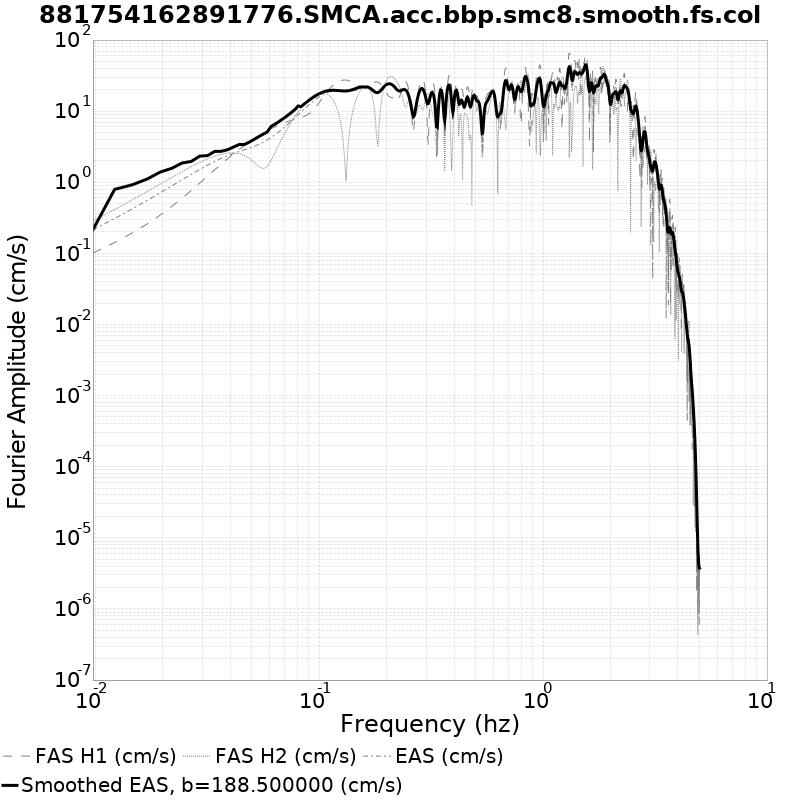 881754162891776.SMCA.acc.bbp.smc8.smooth.fs.col
10^2
10^1
10^0
10^-1
10^-2
10^-3
10^-4
10^-5
10^-6
10^-7
Fourier Amplitude (cm/s)
10^-2 10^-1 10^0 10^1
Frequency (hz)
FAS H1 (cm/s) FAS H2 (cm/s) EAS (cm/s)
Smoothed EAS, b=188.500000 (cm/s)